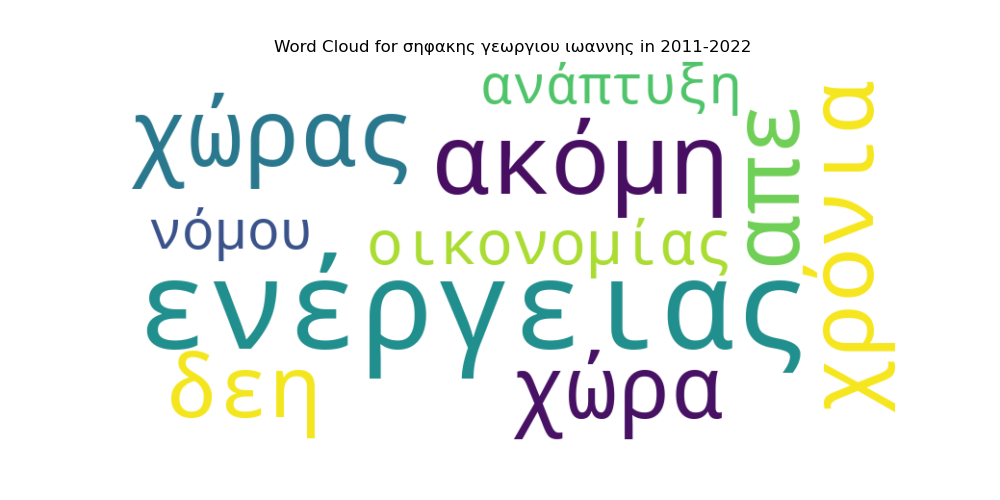 Word Cloud for σηφακης γεωργιου ιωαννης in 2011-2022
ανάπτυξη
χώρας
ακόμη
απε
χρόνια
νόμου
οικονομίας
ενέργειας
δεη
χώρα